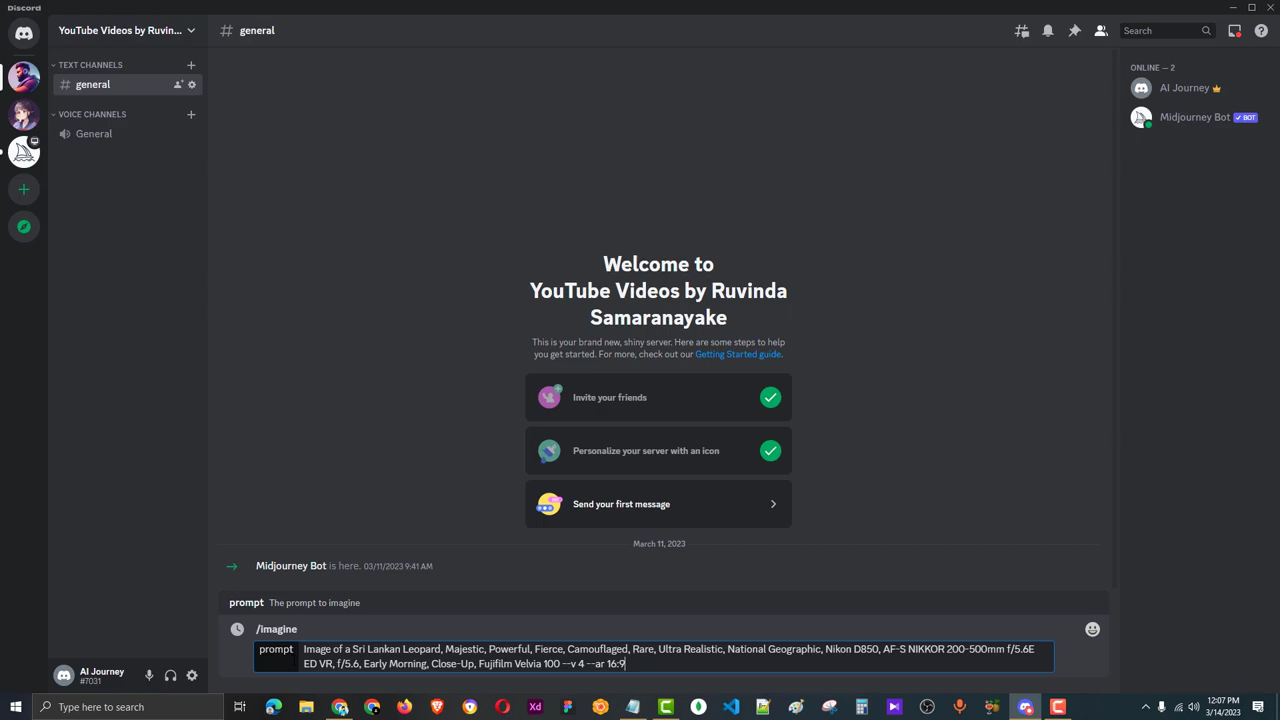 Discord
YouTube Videos by Ruvin...
general
Search
TEXT CHANNELS
general
VOICE CHANNELS
General
ONLINE — 2
AI Journey
Midjourney Bot
BOT
Welcome to
YouTube Videos by Ruvinda
Samaranayake
This is your brand new, shiny server. Here are some steps to help
you get started. For more, check out our Getting Started guide.
Invite your friends
Personalize your server with an icon
Send your first message
March 11, 2023
Midjourney Bot is here. 03/11/2023 9:41 AM
prompt The prompt to imagine
/imagine
prompt Image of a Sri Lankan Leopard, Majestic, Powerful, Fierce, Camouflaged, Rare, Ultra Realistic, National Geographic, Nikon D850, AF-S NIKKOR 200-500mm f/5.6E
ED VR, f/5.6, Early Morning, Close-Up, Fujifilm Velvia 100 --v 4 --ar 16:9
AI Journey
#7031
Type here to search
Xd
12:07 PM
3/14/2023